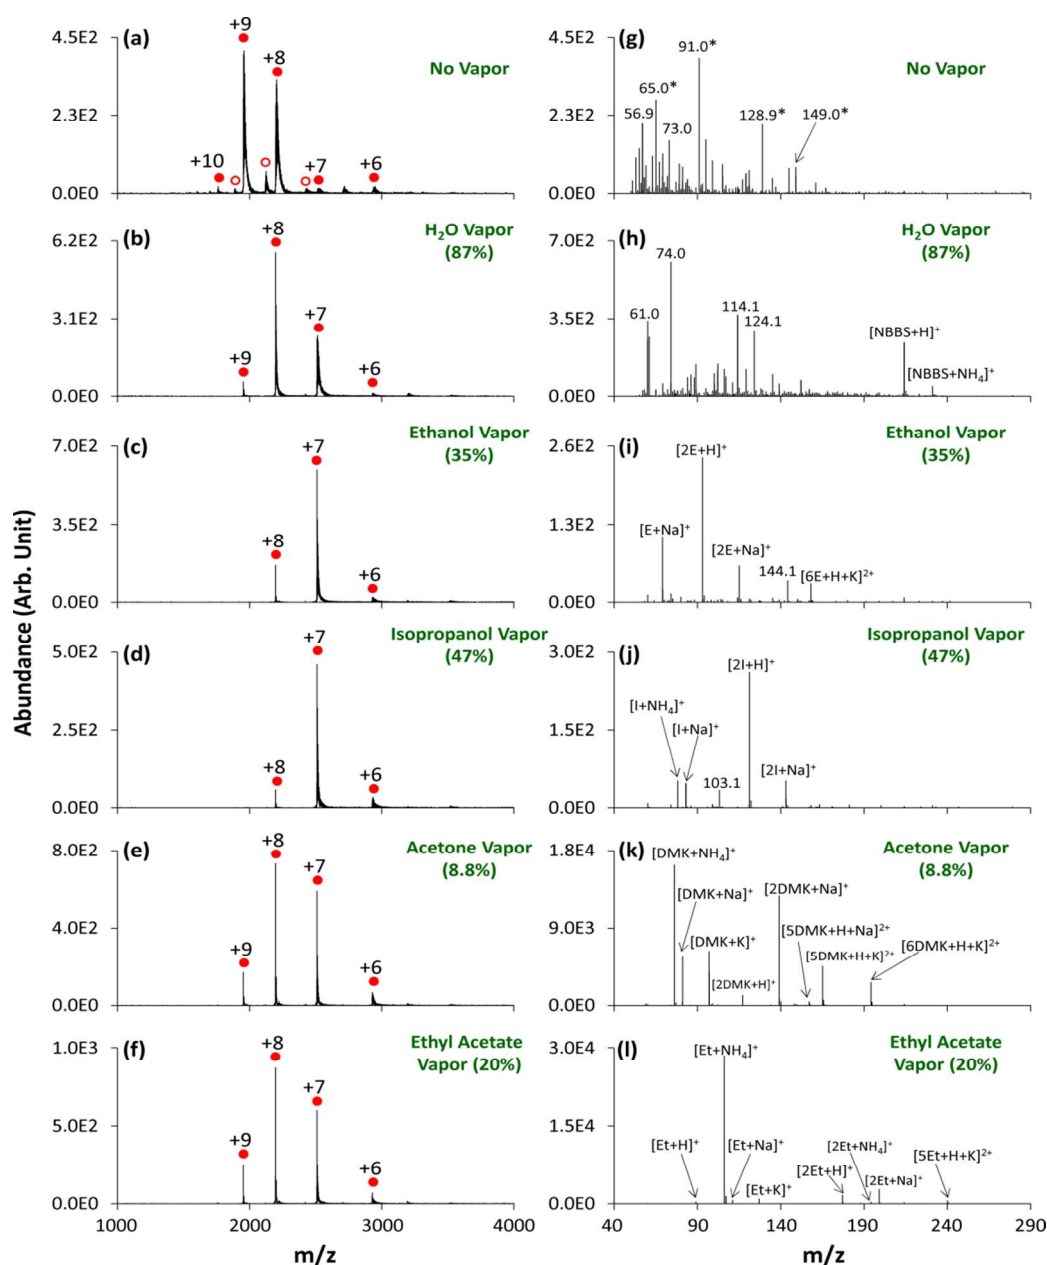 Abundance (Arb. Unit)
(a)
No Vapor
4.5E2
2.3E2
0.0E0
+10
+9
+8
+7
+6
(g)
No Vapor
4.5E2
2.3E2
0.0E0
56.9
65.0*
73.0
91.0*
128.9*
149.0*
(b)
H₂O Vapor
(87%)
6.2E2
3.1E2
0.0E0
+9
+8
+7
+6
(h)
H₂O Vapor
(87%)
7.0E2
3.5E2
0.0E0
61.0
74.0
114.1
124.1
[NBBS+H]⁺
[NBBS+NH₄]⁺
(c)
Ethanol Vapor
(35%)
7.0E2
3.5E2
0.0E0
+8
+7
+6
(i)
Ethanol Vapor
(35%)
2.6E2
1.3E2
0.0E0
[E+Na]⁺
[2E+H]⁺
[2E+Na]⁺
144.1
[6E+H+K]²⁺
(d)
Isopropanol Vapor
(47%)
5.0E2
2.5E2
0.0E0
+8
+7
+6
(j)
Isopropanol Vapor
(47%)
3.0E2
1.5E2
0.0E0
[I+NH₄]⁺
[I+Na]⁺
103.1
[2I+H]⁺
[2I+Na]⁺
(e)
Acetone Vapor
(8.8%)
8.0E2
4.0E2
0.0E0
+9
+8
+7
+6
(k)
Acetone Vapor
(8.8%)
1.8E4
9.0E3
0.0E0
[DMK+NH₄]⁺
[DMK+Na]⁺
[DMK+K]⁺
[2DMK+H]⁺
[2DMK+Na]⁺
[5DMK+H+Na]²⁺
[5DMK+H+K]²⁺
[6DMK+H+K]²⁺
(f)
Ethyl Acetate
Vapor (20%)
1.0E3
5.0E2
0.0E0
+9
+8
+7
+6
1000
2000
3000
4000
m/z
(l)
Ethyl Acetate
Vapor (20%)
3.0E4
1.5E4
0.0E0
[Et+H]⁺
[Et+NH₄]⁺
[Et+Na]⁺
[Et+K]⁺
[2Et+H]⁺
[2Et+NH₄]⁺
[2Et+Na]⁺
[5Et+H+K]²⁺
40
90
140
190
240
290
m/z